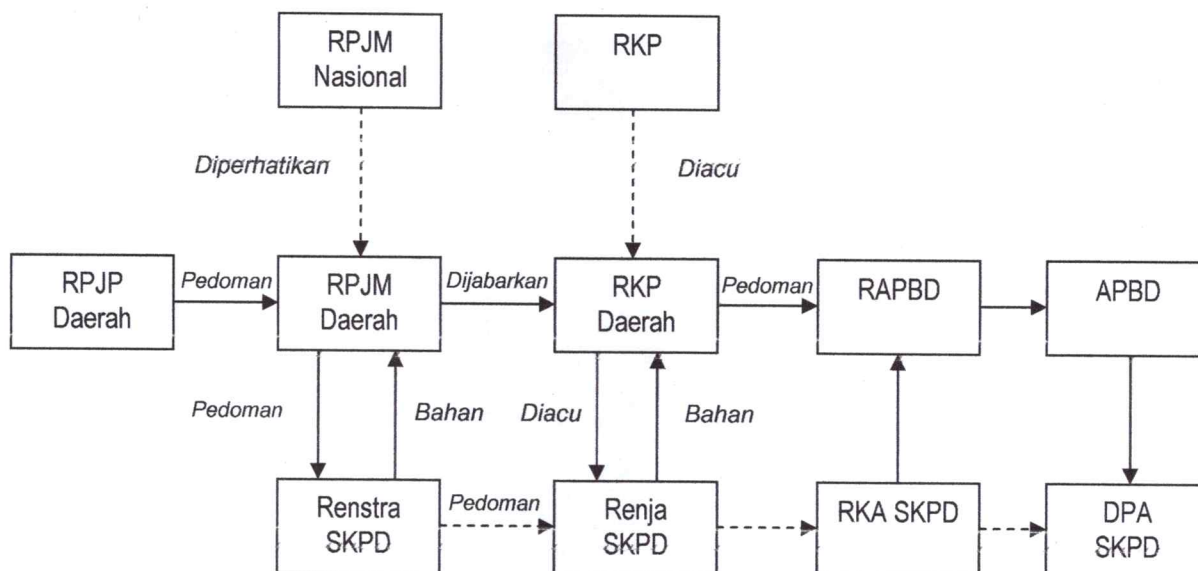 RPJM
Nasional
RKP
Diperhatikan
Diacu
RPJP
Daerah
Pedoman
RPJM
Daerah
Dijabarkan
RKP
Daerah
Pedoman
RAPBD
APBD
Pedoman
Bahan
Diacu
Bahan
Renstra
SKPD
Pedoman
Renja
SKPD
RKA SKPD
DPA
SKPD